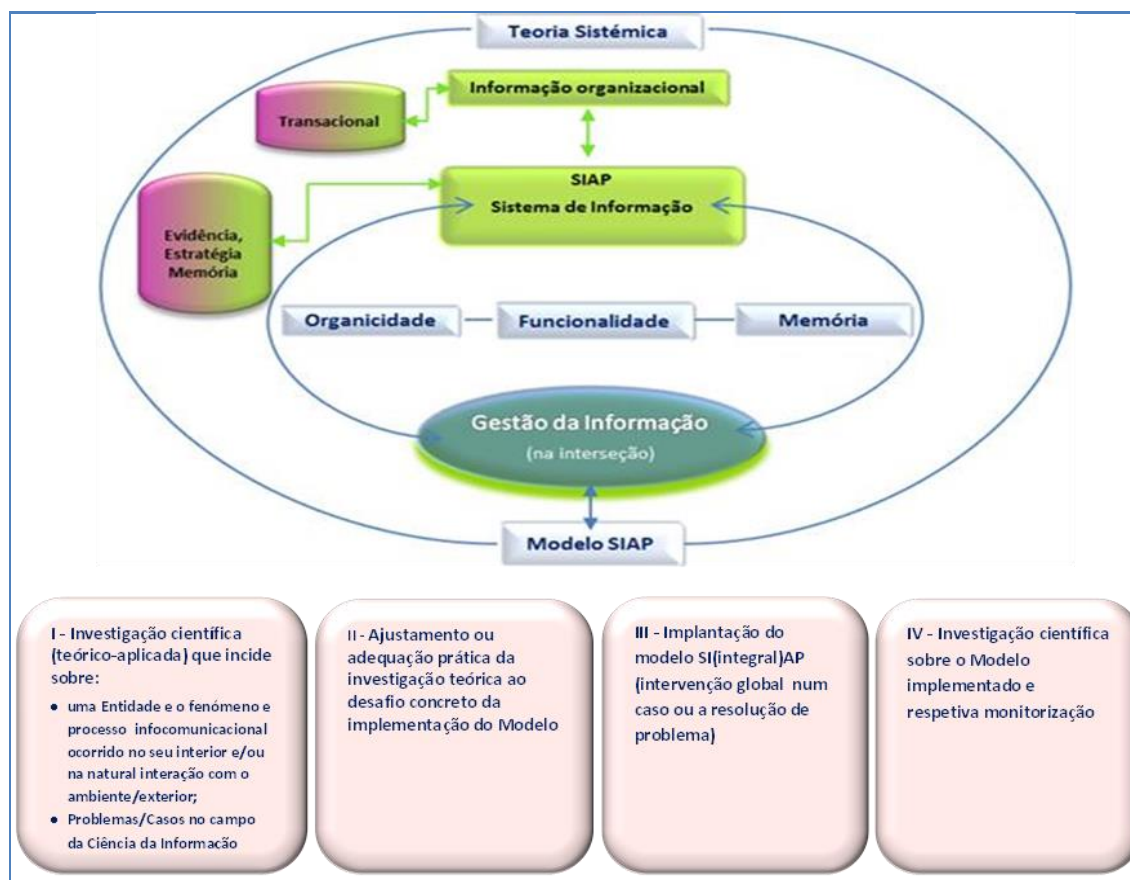 Teoria Sistémica
Informação organizacional
Transacional
SIAP
Sistema de Informação
Evidência,
Estratégia
Memória
Organicidade
Funcionalidade
Memória
Gestão da Informação
(na interseção)
Modelo SIAP
I - Investigação científica
(teórico-aplicada) que incide
sobre:
• uma Entidade e o fenómeno e
processo infocomunicacional
ocorrido no seu interior e/ou
na natural interação com o
ambiente/exterior;
• Problemas/Casos no campo
da Ciência da Informação
II - Ajustamento ou
adequação prática da
investigação teórica ao
desafio concreto da
implementação do Modelo
III - Implantação do
modelo SI(integral)AP
(intervenção global num
caso ou a resolução de
problema)
IV - Investigação científica
sobre o Modelo
implementado e
respetiva monitorização